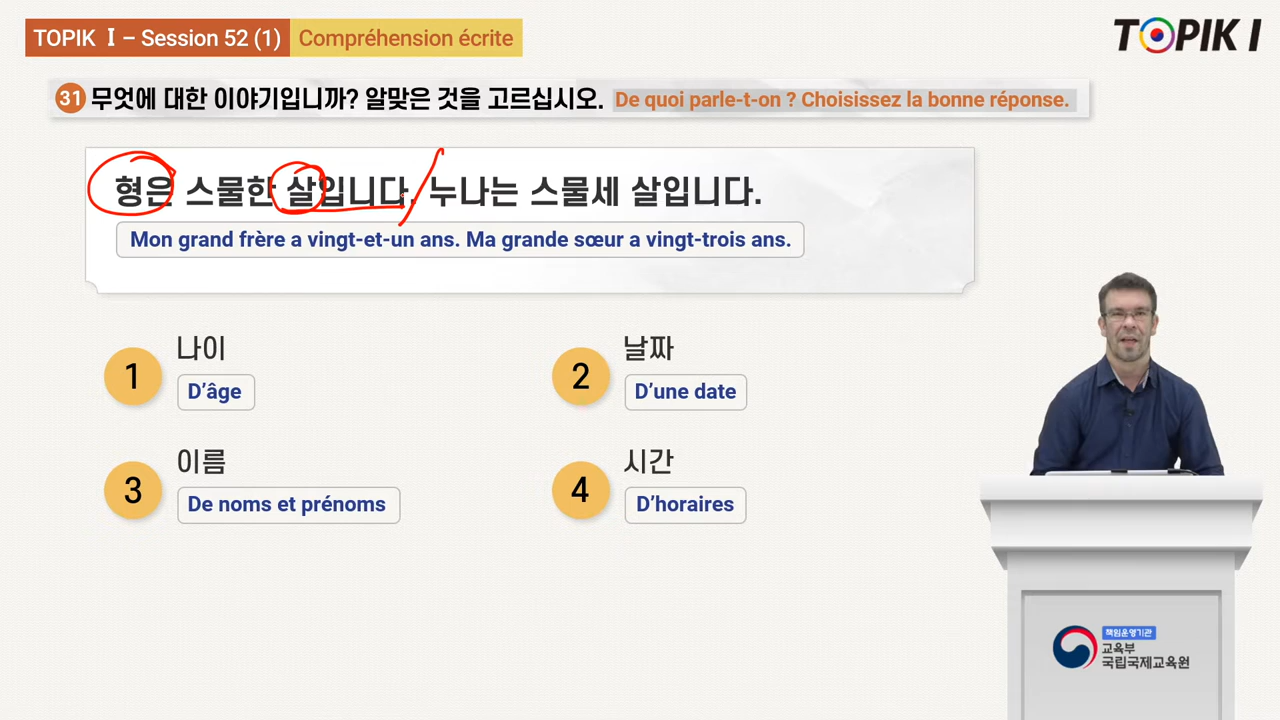 TOPIK Ⅰ – Session 52 (1) Compréhension écrite
TOPIK I
31 무엇에 대한 이야기입니까? 알맞은 것을 고르십시오. De quoi parle-t-on ? Choisissez la bonne réponse.
형은 스물한 살입니다. 누나는 스물세 살입니다.
Mon grand frère a vingt-et-un ans. Ma grande sœur a vingt-trois ans.
1 나이
D’âge
2 날짜
D’une date
3 이름
De noms et prénoms
4 시간
D’horaires
책임운영기관
교육부
국립국제교육원